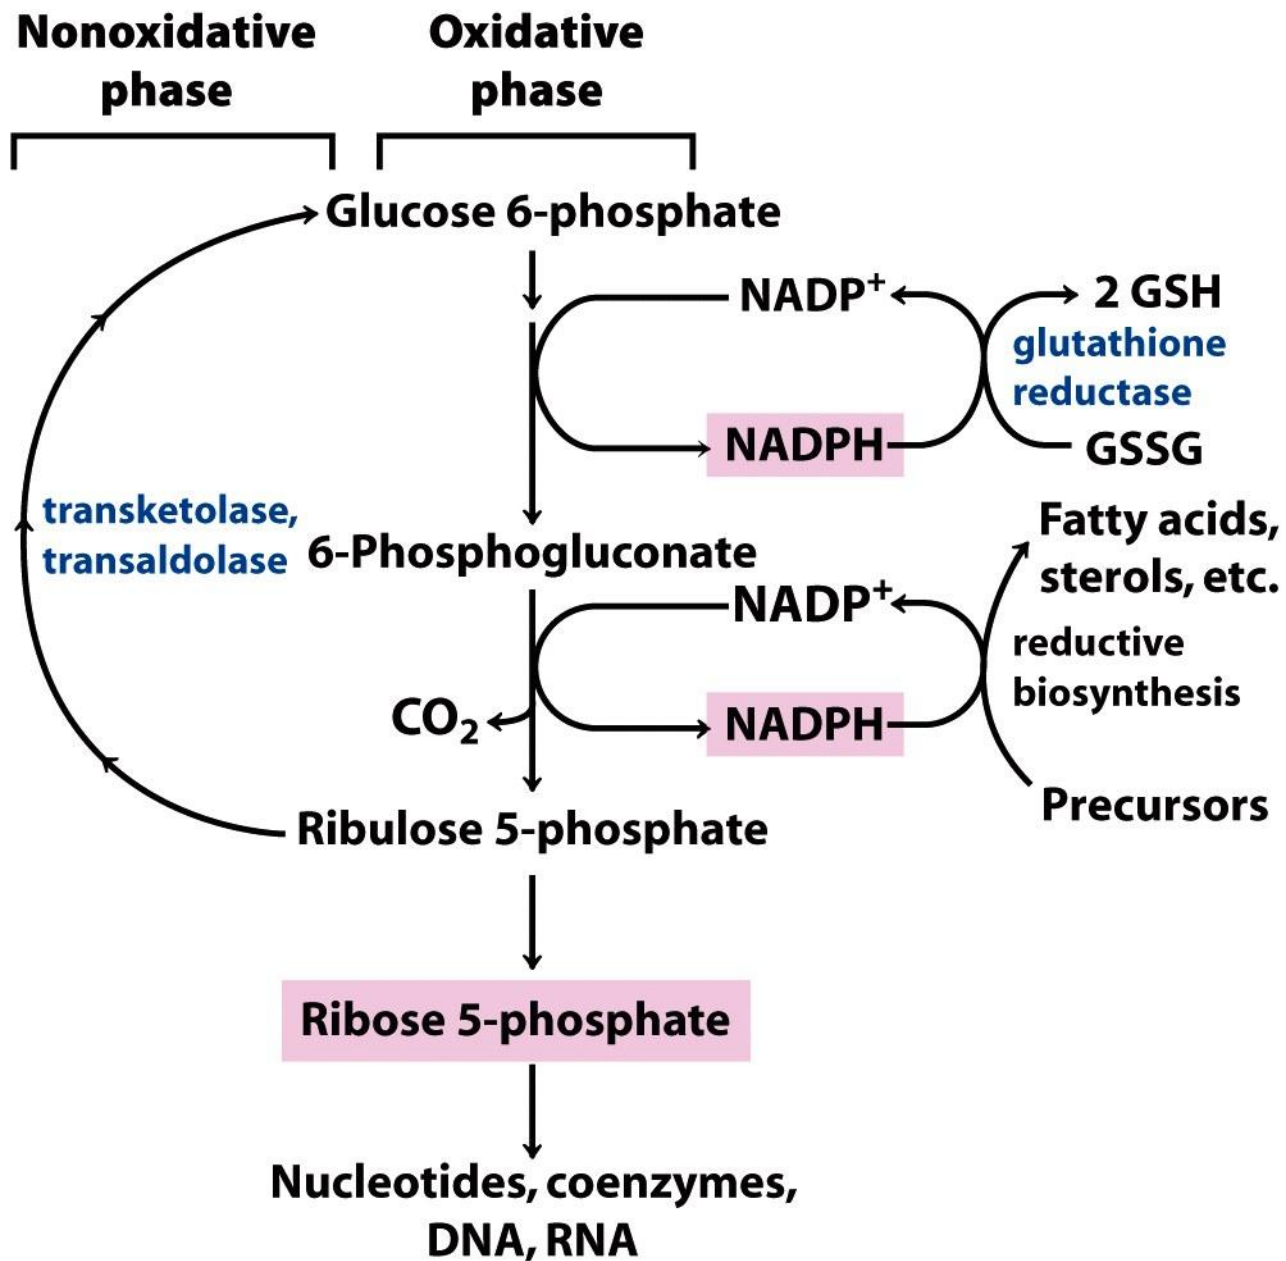 Nonoxidative
phase
Oxidative
phase
Glucose 6-phosphate
NADP⁺
2 GSH
glutathione
reductase
NADPH
GSSG
transketolase,
transaldolase
6-Phosphogluconate
Fatty acids,
sterols, etc.
NADP⁺
reductive
biosynthesis
CO₂
NADPH
Precursors
Ribulose 5-phosphate
Ribose 5-phosphate
Nucleotides, coenzymes,
DNA, RNA